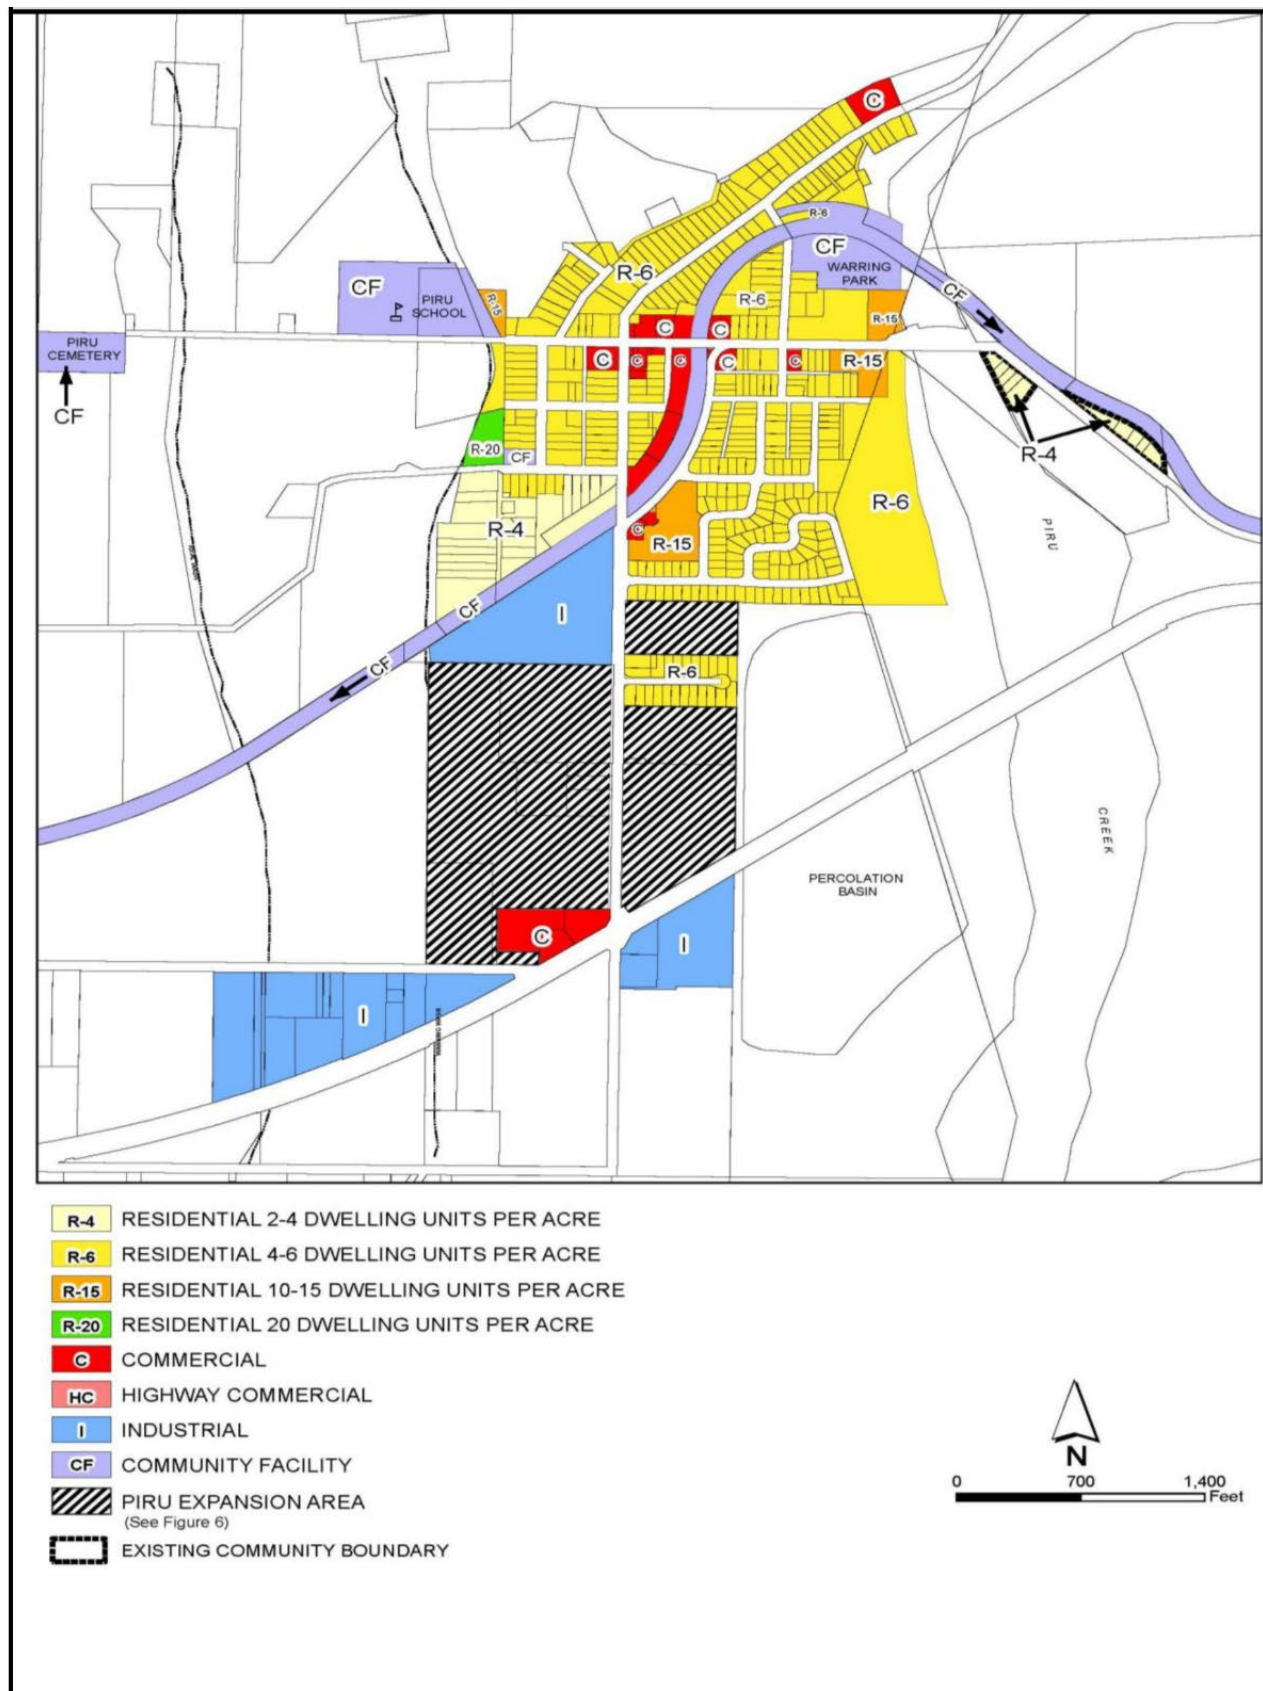 C
R-6
CF
WARRING
PARK
R-6
R-6
CF
CF
PIRU
SCHOOL
R-15
R-15
C
C
C
C
C
C
C
R-15
PIRU
CEMETERY
CF
R-20
CF
R-4
R-4
R-6
C
R-15
PIRU
CF
I
CF
R-6
CREEK
PERCOLATION
BASIN
C
I
I
R-4 RESIDENTIAL 2-4 DWELLING UNITS PER ACRE
R-6 RESIDENTIAL 4-6 DWELLING UNITS PER ACRE
R-15 RESIDENTIAL 10-15 DWELLING UNITS PER ACRE
R-20 RESIDENTIAL 20 DWELLING UNITS PER ACRE
C COMMERCIAL
HC HIGHWAY COMMERCIAL
I INDUSTRIAL
CF COMMUNITY FACILITY
PIRU EXPANSION AREA
(See Figure 6)
EXISTING COMMUNITY BOUNDARY
N
0 700 1,400
Feet